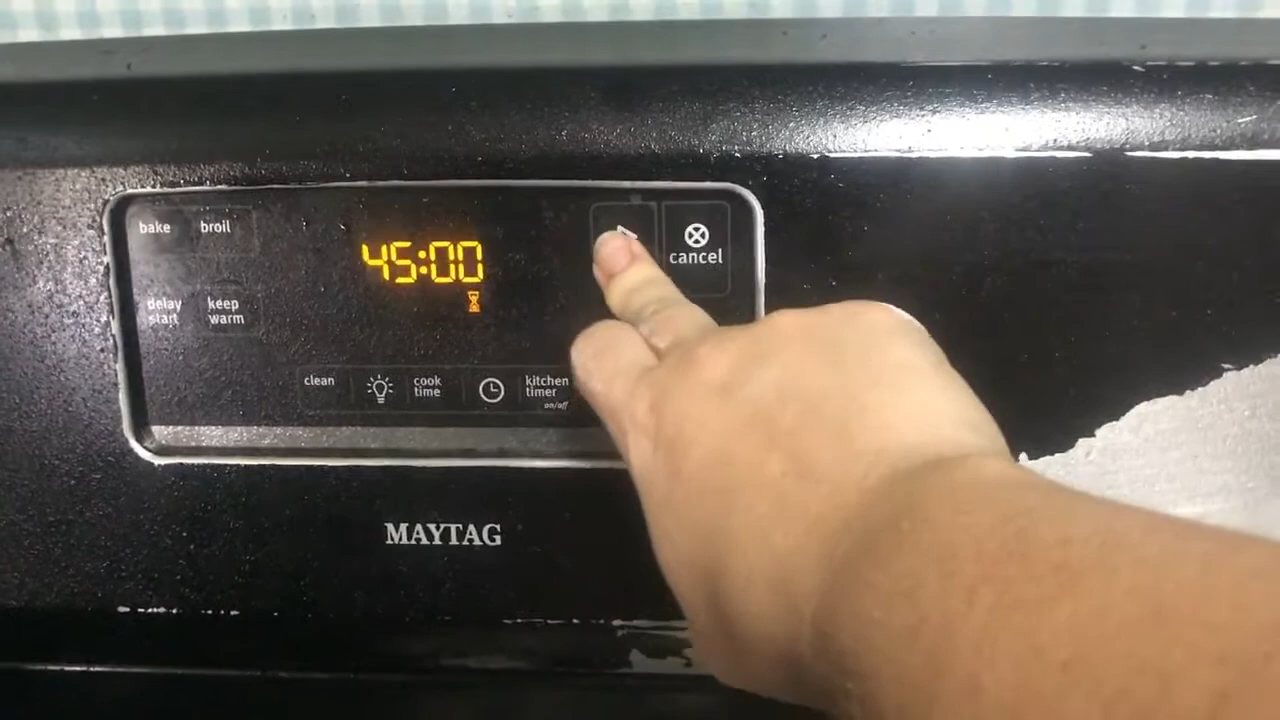 bake broil
45:00
cancel
delay start
keep warm
clean
cook time
kitchen timer
on/off
MAYTAG